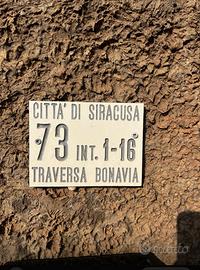 CITTA' DI SIRACUSA
73 INT. 1-16
TRAVERSA BONAVIA